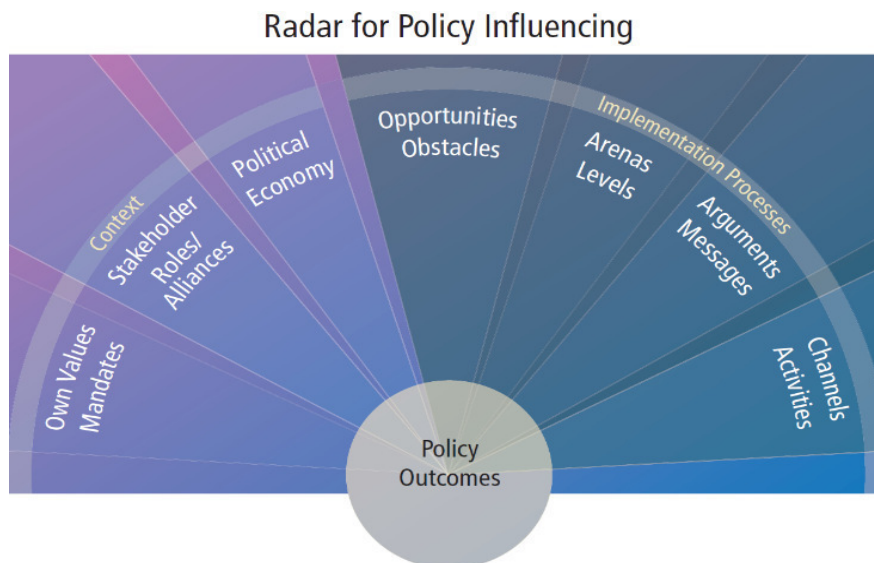 Radar for Policy Influencing
Context
Implementation Processes
Own Values
Mandates
Stakeholder
Roles/
Alliances
Political
Economy
Opportunities
Obstacles
Arenas
Levels
Arguments
Messages
Channels
Activities
Policy
Outcomes